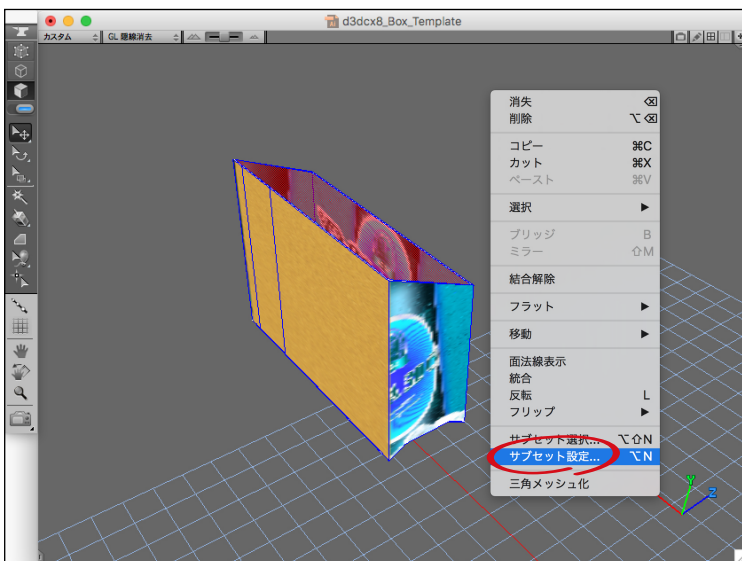 d3dcx8_Box_Template
カスタム GL 隠線消去
消失 ⌫
削除 ⌥⌫
コピー ⌘C
カット ⌘X
ペースト ⌘V
選択 ▶
ブリッジ B
ミラー ⇧M
結合解除
フラット ▶
移動 ▶
面法線表示
統合
反転 L
フリップ ▶
サブセット選択... ⌥⇧N
サブセット設定... ⌥N
三角メッシュ化
Y
Z